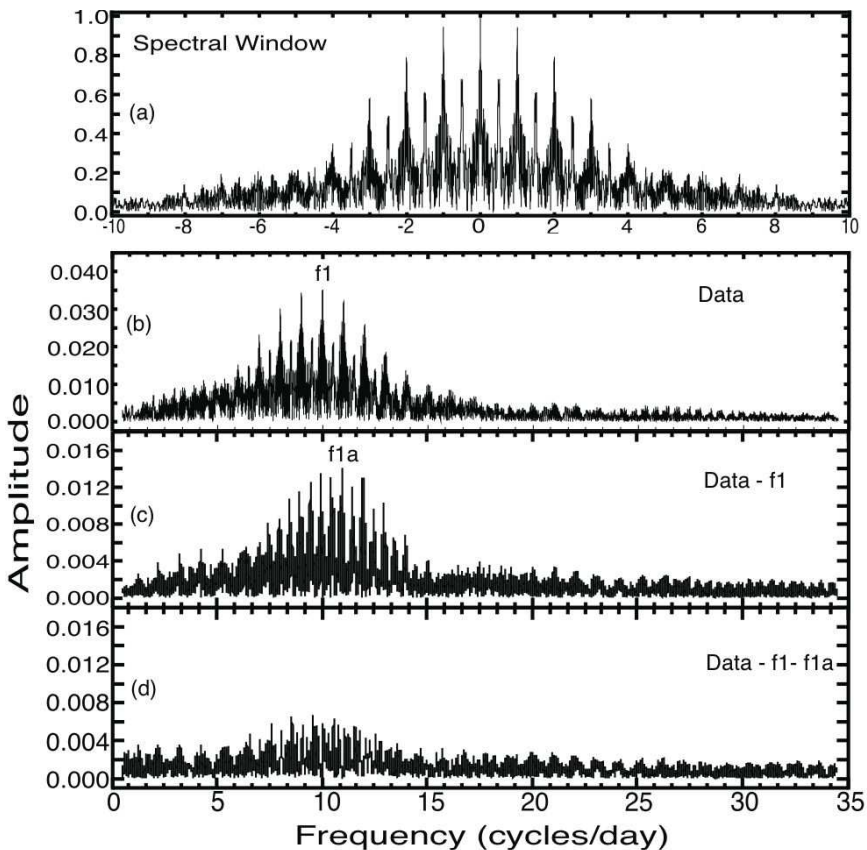 1.0
Spectral Window
0.8
0.6
(a)
0.4
0.2
0.0
-10 -8 -6 -4 -2 0 2 4 6 8 10
f1
0.040
Data
0.030
(b)
0.020
0.010
0.000
f1a
0.016
Data - f1
0.012
(c)
0.008
0.004
0.000
0.016
Data - f1- f1a
0.012
(d)
0.008
0.004
0.000
0 5 10 15 20 25 30 35
Amplitude
Frequency (cycles/day)